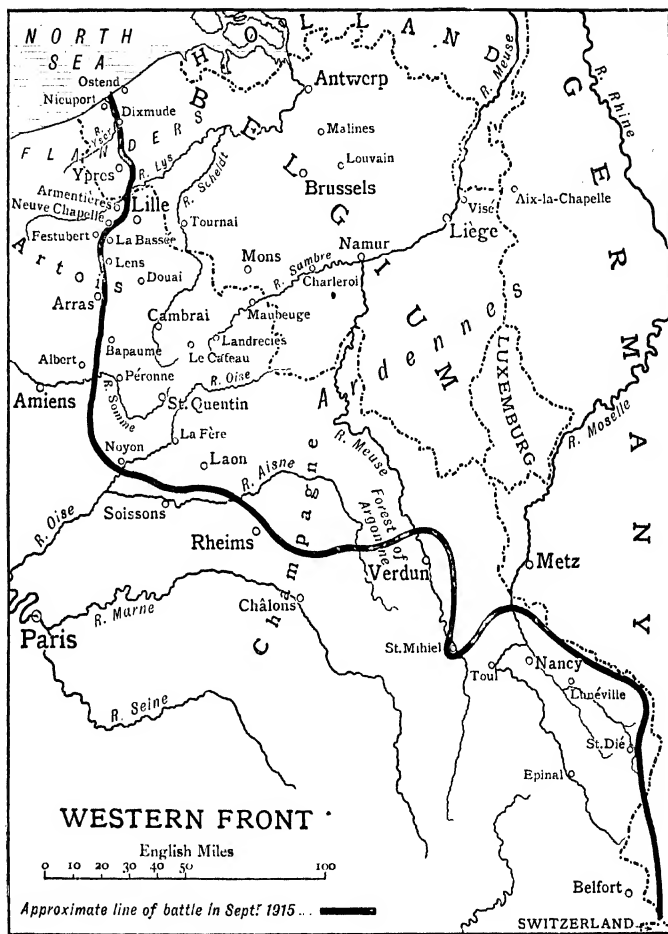 NORTH
SEA
HOLLAND
R. Meuse
Ostend
Nieuport
Antwerp
R. Rhine
Dixmude
R. Yser
BELGIUM
GERMANY
FLANDERS
Malines
Ypres
R. Lys
R. Scheldt
Louvain
Brussels
Armentières
Lille
Aix-la-Chapelle
Neuve Chapelle
Visé
Tournai
Liège
Festubert
La Bassée
Artois
Mons
Namur
Lens
R. Sambre
Douai
Charleroi
Arras
Maubeuge
Cambrai
Ardennes
Landrecies
Bapaume
Le Cateau
LUXEMBURG
Albert
Péronne
R. Oise
Amiens
R. Somme
St. Quentin
La Fère
R. Moselle
Noyon
Laon
R. Meuse
R. Aisne
Champagne
Forest of
Argonne
Soissons
R. Oise
Rheims
Verdun
Metz
Châlons
R. Marne
Paris
St. Mihiel
Nancy
Toul
Lunéville
R. Seine
St. Dié
Epinal
WESTERN FRONT
English Miles
0 10 20 30 40 50 100
Belfort
Approximate line of battle in Septr 1915...
SWITZERLAND